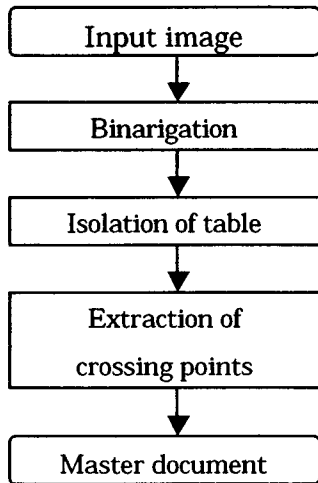 Input image
Binarigation
Isolation of table
Extraction of
crossing points
Master document